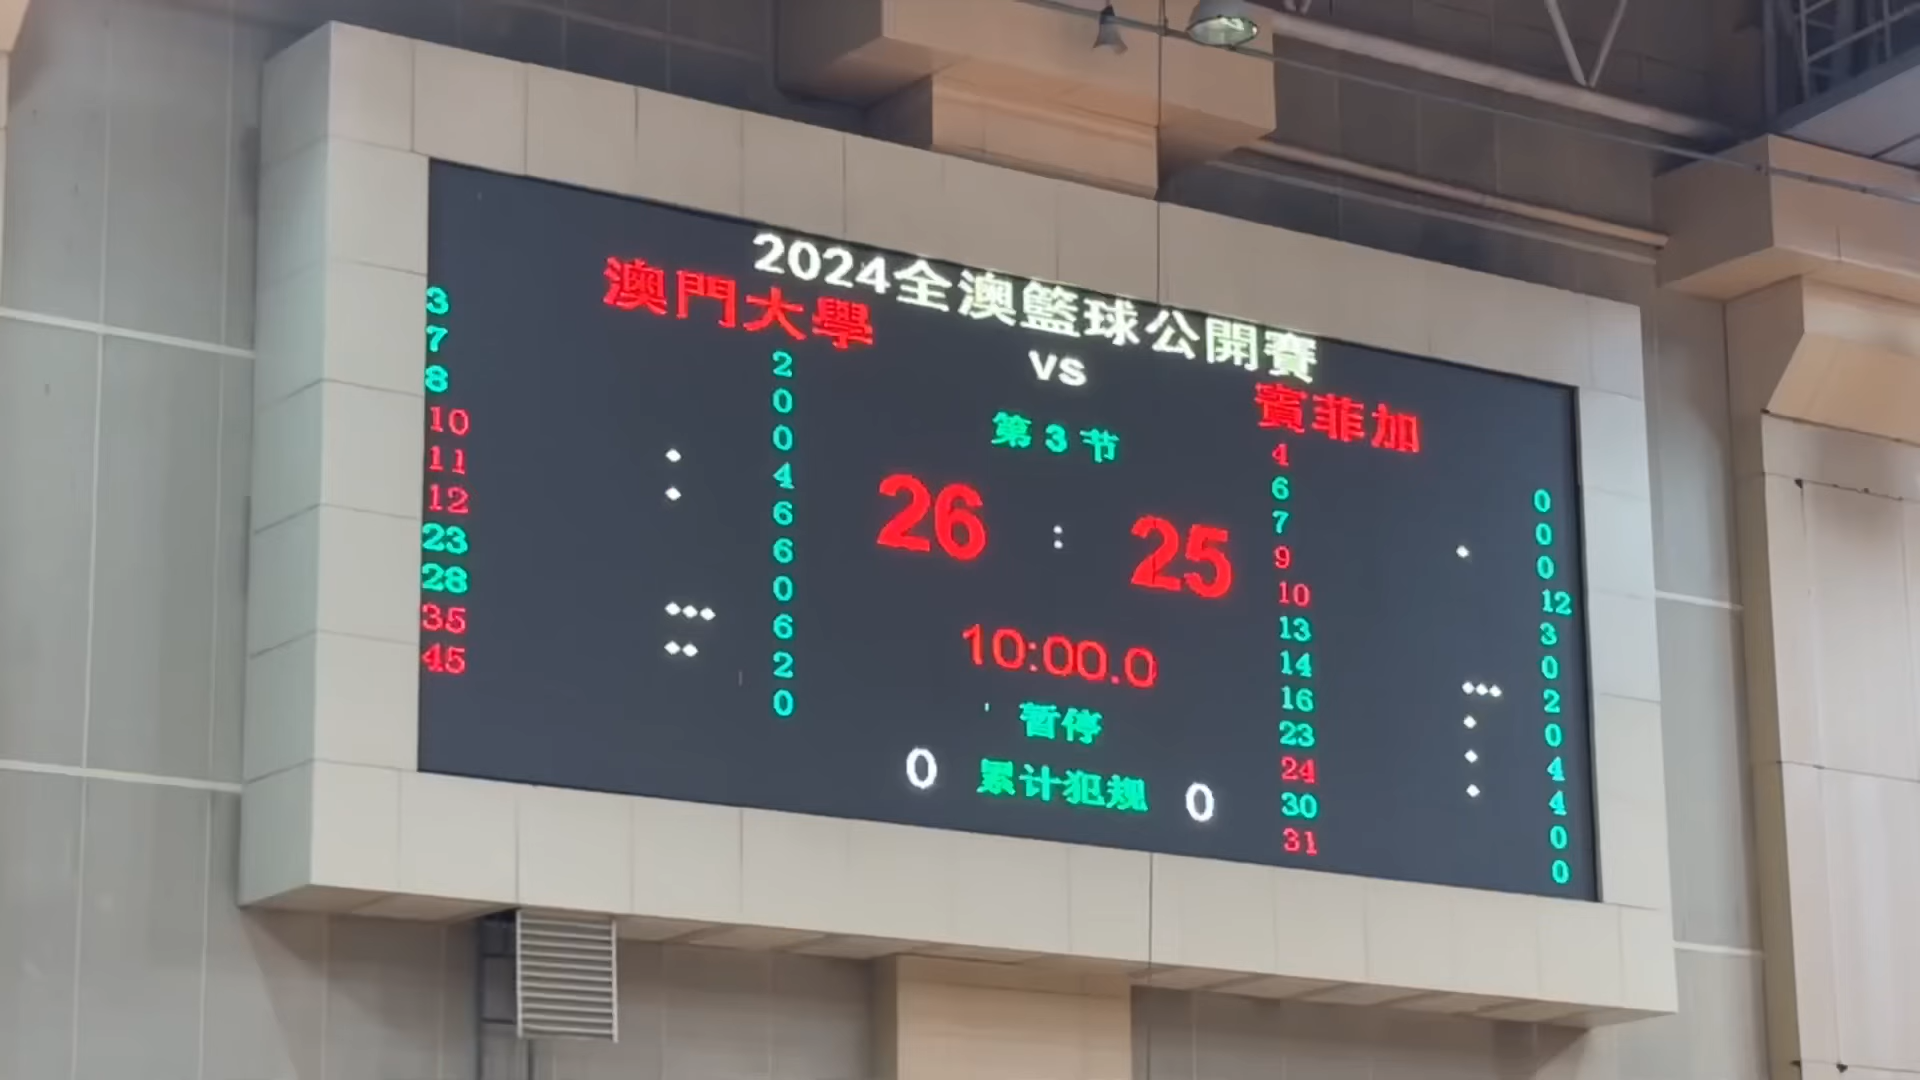 2024全澳籃球公開賽
澳門大學
VS
賓菲加
第 3 节
26 : 25
10:00.0
暂停
0 累计犯规 0
3 2
7 0
8 0
10 4
11 6
12 6
23 0
28 6
35 2
45 0
4 0
6 0
7 0
9 12
10 3
13 0
14 2
16 0
23 4
24 4
30 0
31 0